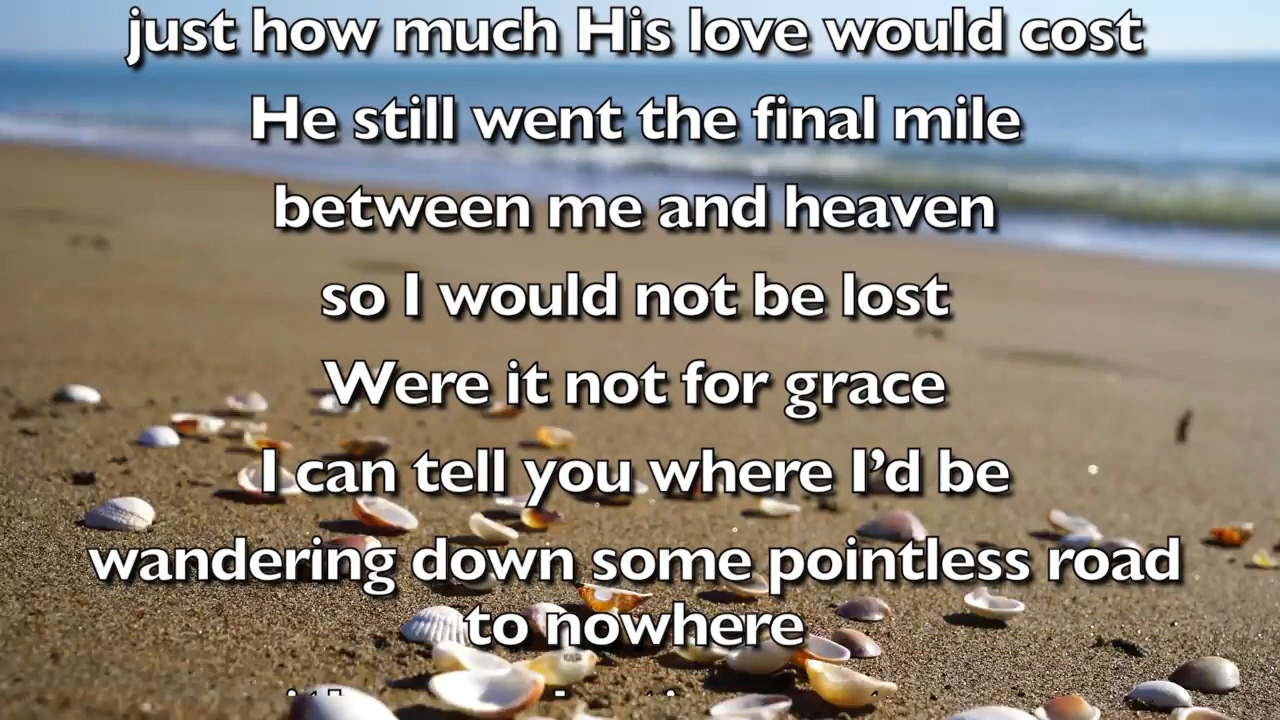 just how much His love would cost
He still went the final mile
between me and heaven
so I would not be lost
Were it not for grace
I can tell you where I'd be
wandering down some pointless road
to nowhere